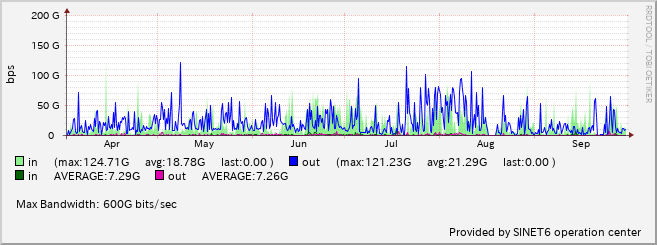 200 G
150 G
100 G
50 G
0
bps
Apr May Jun Jul Aug Sep
RRDTOOL / TOBI OETIKER
in (max:124.71G avg:18.78G last:0.00 ) out (max:121.23G avg:21.29G last:0.00 )
in AVERAGE:7.29G out AVERAGE:7.26G
Max Bandwidth: 600G bits/sec
Provided by SINET6 operation center